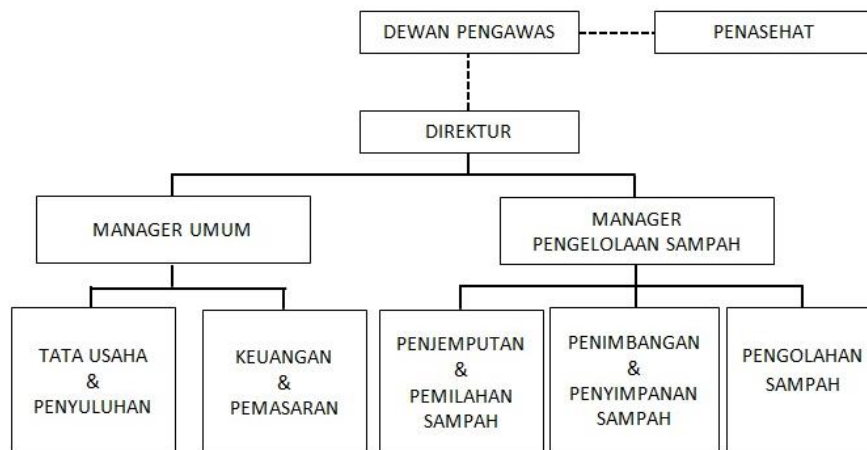 DEWAN PENGAWAS
PENASEHAT
DIREKTUR
MANAGER UMUM
MANAGER
PENGELOLAAN SAMPAH
TATA USAHA
&
PENYULUHAN
KEUANGAN
&
PEMASARAN
PENJEMPUTAN
&
PEMILAHAN
SAMPAH
PENIMBANGAN
&
PENYIMPANAN
SAMPAH
PENGOLAHAN
SAMPAH